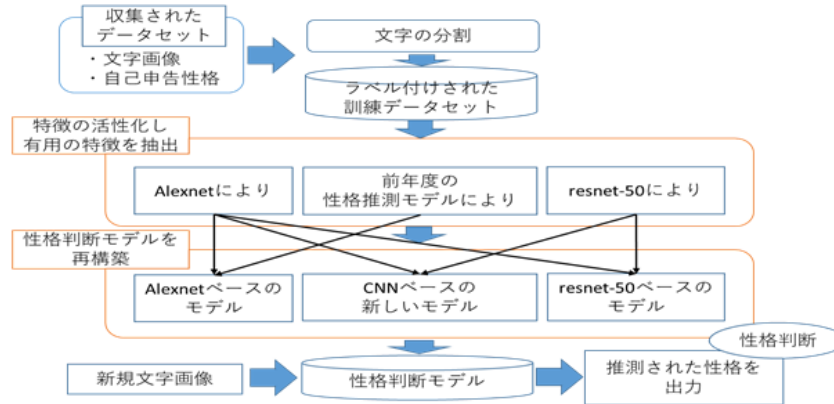 収集された
データセット
・文字画像
・自己申告性格
文字の分割
ラベル付けされた
訓練データセット
特徴の活性化し
有用の特徴を抽出
Alexnetにより
前年度の
性格推測モデルにより
resnet-50により
性格判断モデルを
再構築
Alexnetベースの
モデル
CNNベースの
新しいモデル
resnet-50ベースの
モデル
性格判断
新規文字画像
性格判断モデル
推測された性格を
出力